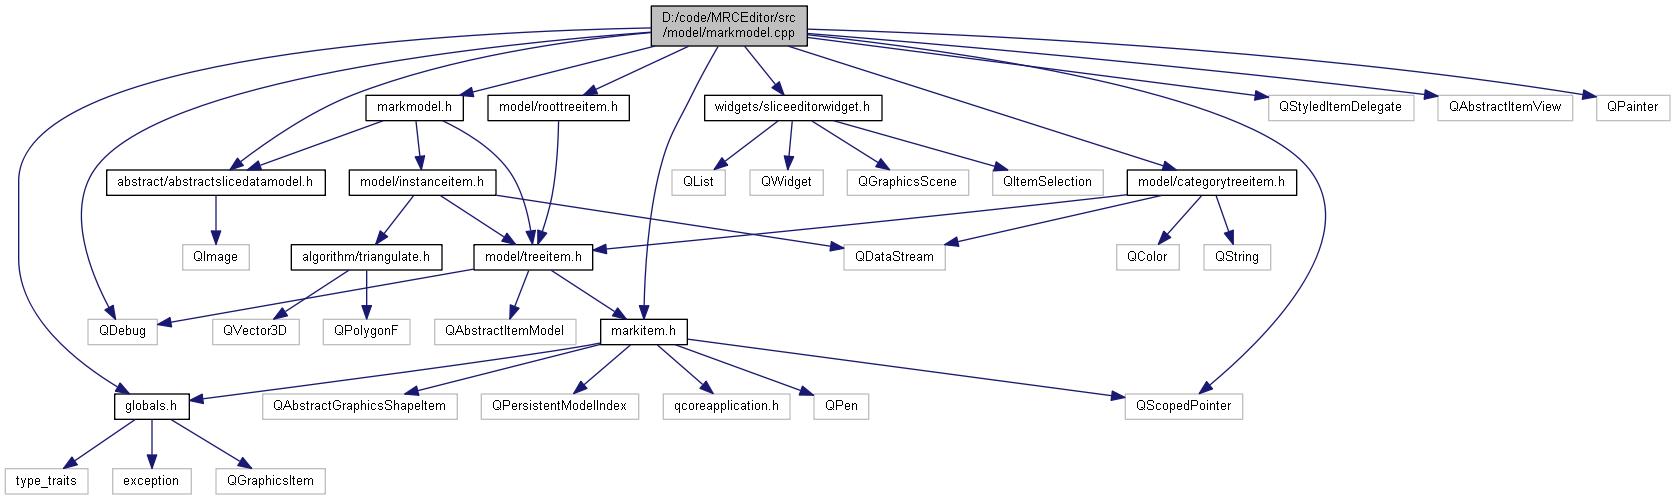 D:/code/MRCEditor/src
/model/markmodel.cpp
markmodel.h
model/roottreeitem.h
widgets/sliceeditorwidget.h
QStyledItemDelegate
QAbstractItemView
QPainter
abstract/abstractslicedatamodel.h
model/instanceitem.h
QList
QWidget
QGraphicsScene
QItemSelection
model/categorytreeitem.h
QImage
algorithm/triangulate.h
model/treeitem.h
QDataStream
QColor
QString
QDebug
QVector3D
QPolygonF
QAbstractItemModel
markitem.h
globals.h
QAbstractGraphicsShapeItem
QPersistentModelIndex
qcoreapplication.h
QPen
QScopedPointer
type_traits
exception
QGraphicsItem